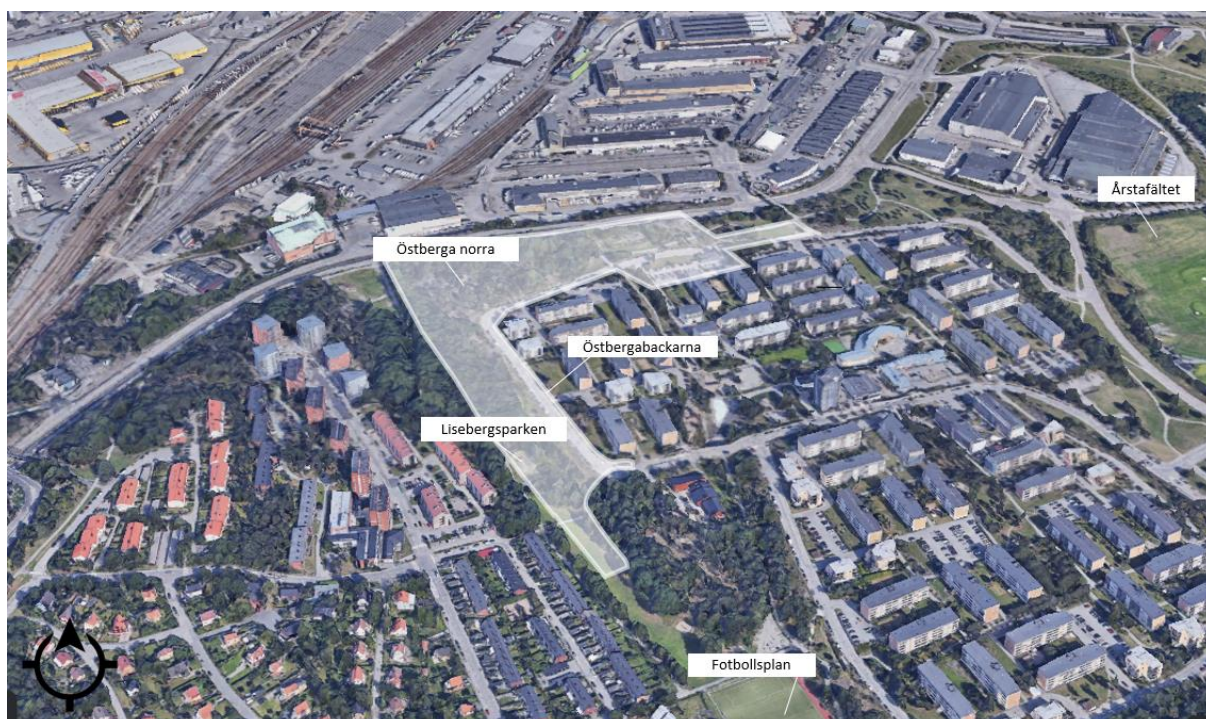 Årstafältet
Östberga norra
Östbergabackarna
Lisebergsparken
Fotbollsplan